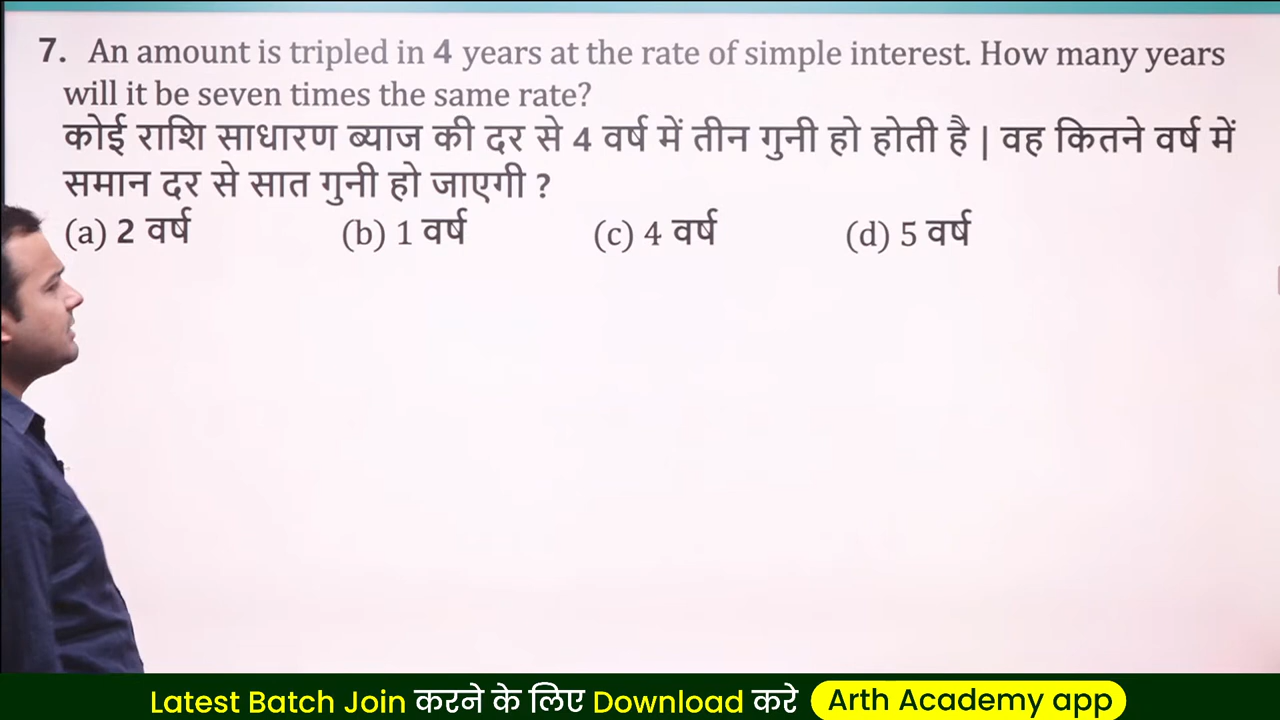 7. An amount is tripled in 4 years at the rate of simple interest. How many years
will it be seven times the same rate?
कोई राशि साधारण ब्याज की दर से 4 वर्ष में तीन गुनी हो होती है | वह कितने वर्ष में
समान दर से सात गुनी हो जाएगी ?
(a) 2 वर्ष (b) 1 वर्ष (c) 4 वर्ष (d) 5 वर्ष
Latest Batch Join करने के लिए Download करे Arth Academy app